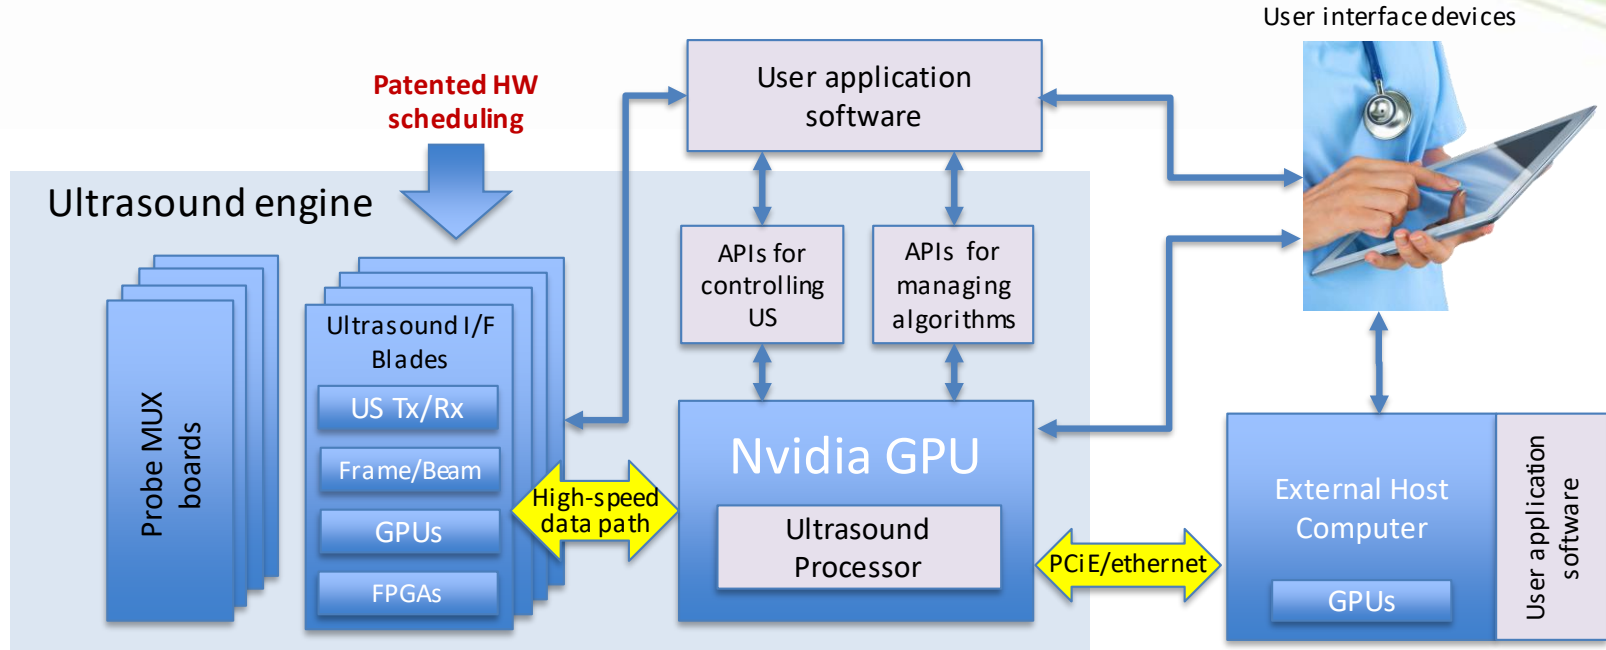 User interface devices
Patented HW
scheduling
User application
software
Ultrasound engine
APIs for
controlling
US
APIs for
managing
algorithms
Probe MUX
boards
Ultrasound I/F
Blades
US Tx/Rx
Frame/Beam
GPUs
FPGAs
High-speed
data path
Nvidia GPU
Ultrasound
Processor
PCiE/ethernet
External Host
Computer
GPUs
User application
software